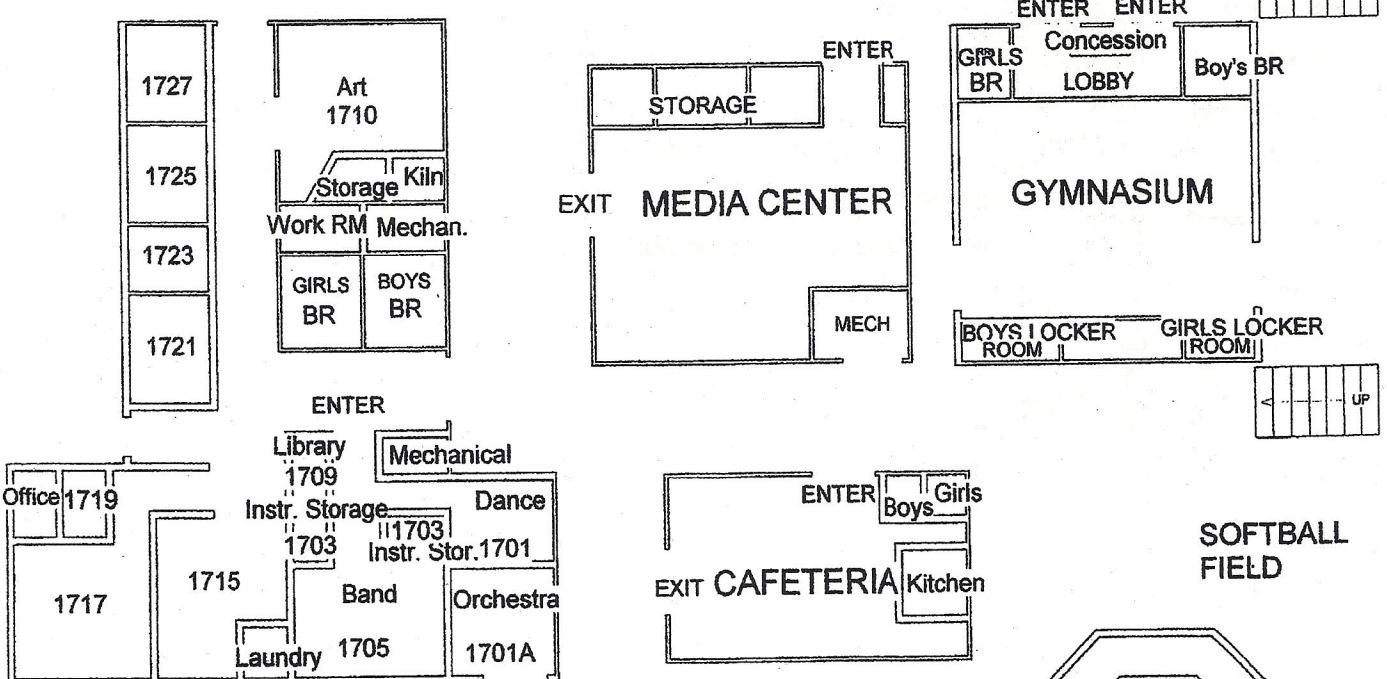 1727
1725
1723
1721
Art
1710
Storage
Kiln
Work RM
Mechan.
GIRLS
BR
BOYS
BR
ENTER
STORAGE
EXIT
MEDIA CENTER
MECH
ENTER
ENTER
GIRLS
BR
Concession
LOBBY
Boy's BR
GYMNASIUM
BOYS LOCKER
ROOM
GIRLS LOCKER
ROOM
UP
ENTER
Library
1709
Mechanical
Office
1719
Instr. Storage
1703
1703
Instr. Stor.
Dance
1701
1717
1715
Laundry
Band
1705
Orchestra
1701A
ENTER
Boys
Girls
EXIT
CAFETERIA
Kitchen
SOFTBALL
FIELD